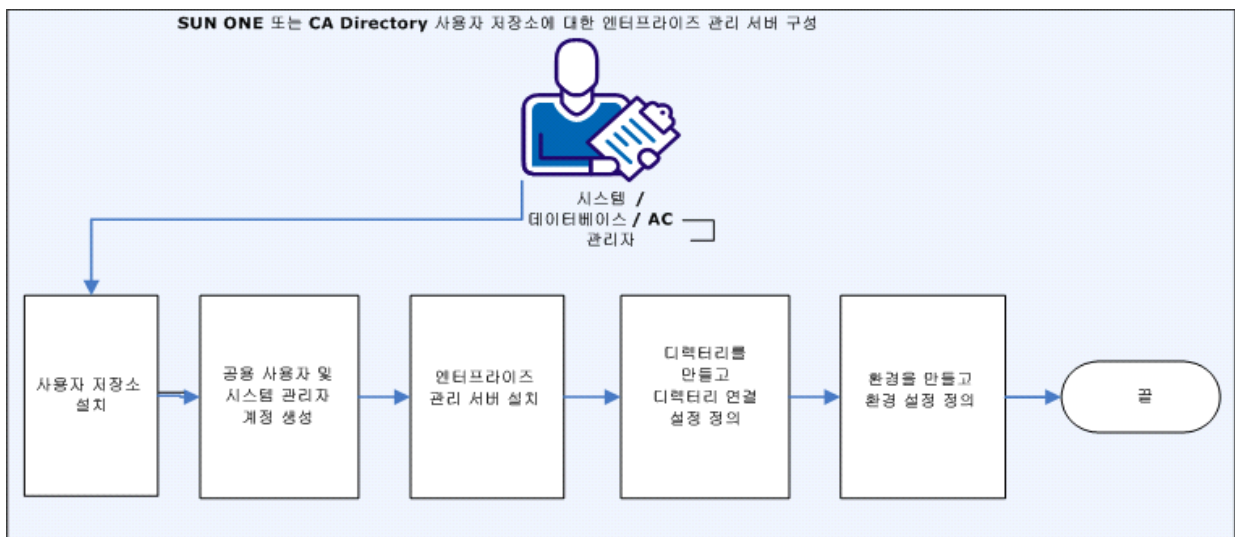 SUN ONE 또는 CA Directory 사용자 저장소에 대한 엔터프라이즈 관리 서버 구성
시스템 /
데이터베이스 / AC
관리자
사용자 저장소
설치
공용 사용자 및
시스템 관리자
계정 생성
엔터프라이즈
관리 서버 설치
디렉터리를
만들고
디렉터리 연결
설정 정의
환경을 만들고
환경 설정 정의
끝